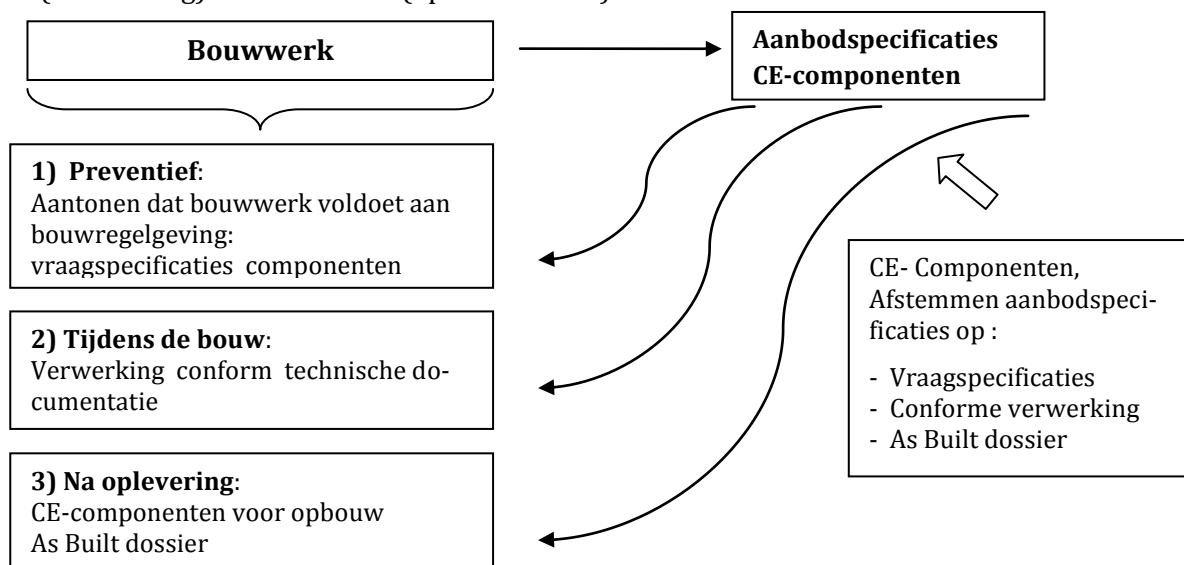 Bouwwerk
Aanbodspecificaties
CE-componenten
1) Preventief:
Aantonen dat bouwwerk voldoet aan
bouwregelgeving:
vraagspecificaties componenten
2) Tijdens de bouw:
Verwerking conform technische do-
cumentatie
3) Na oplevering:
CE-componenten voor opbouw
As Built dossier
CE- Componenten,
Afstemmen aanbodspeci-
ficaties op :
- Vraagspecificaties
- Conforme verwerking
- As Built dossier